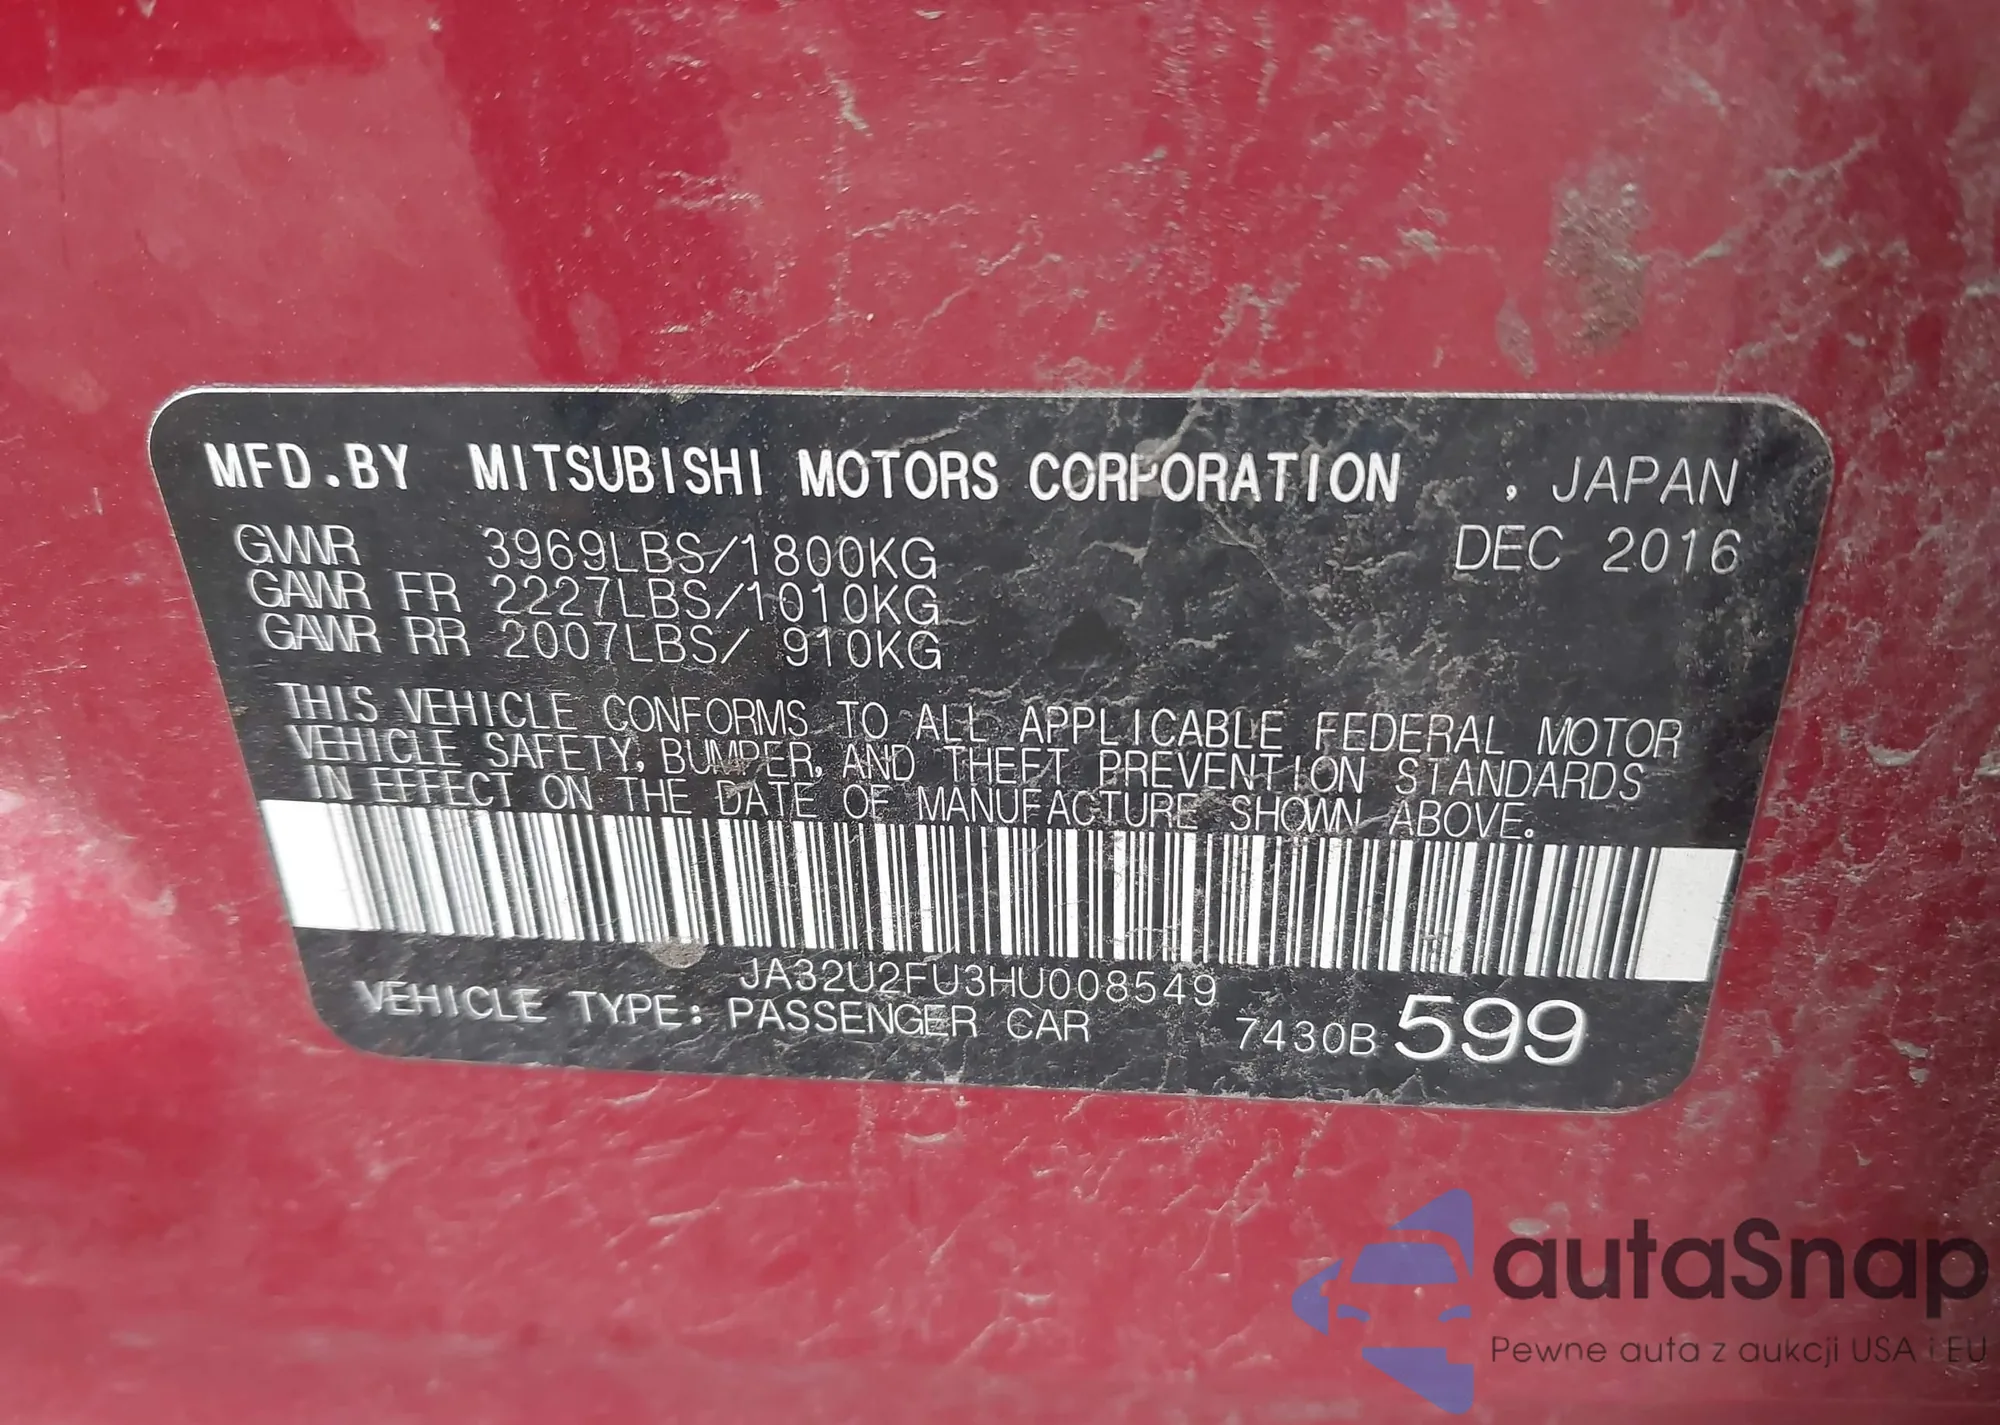 MFD.BY MITSUBISHI MOTORS CORPORATION , JAPAN
GVWR 3969LBS/1800KG DEC 2016
GAWR FR 2227LBS/1010KG
GAWR RR 2007LBS/ 910KG
THIS VEHICLE CONFORMS TO ALL APPLICABLE FEDERAL MOTOR
VEHICLE SAFETY, BUMPER, AND THEFT PREVENTION STANDARDS
IN EFFECT ON THE DATE OF MANUFACTURE SHOWN ABOVE.
JA32U2FU3HU008549
VEHICLE TYPE: PASSENGER CAR 7430B 599
autaSnap
Pewne auta z aukcji USA i EU